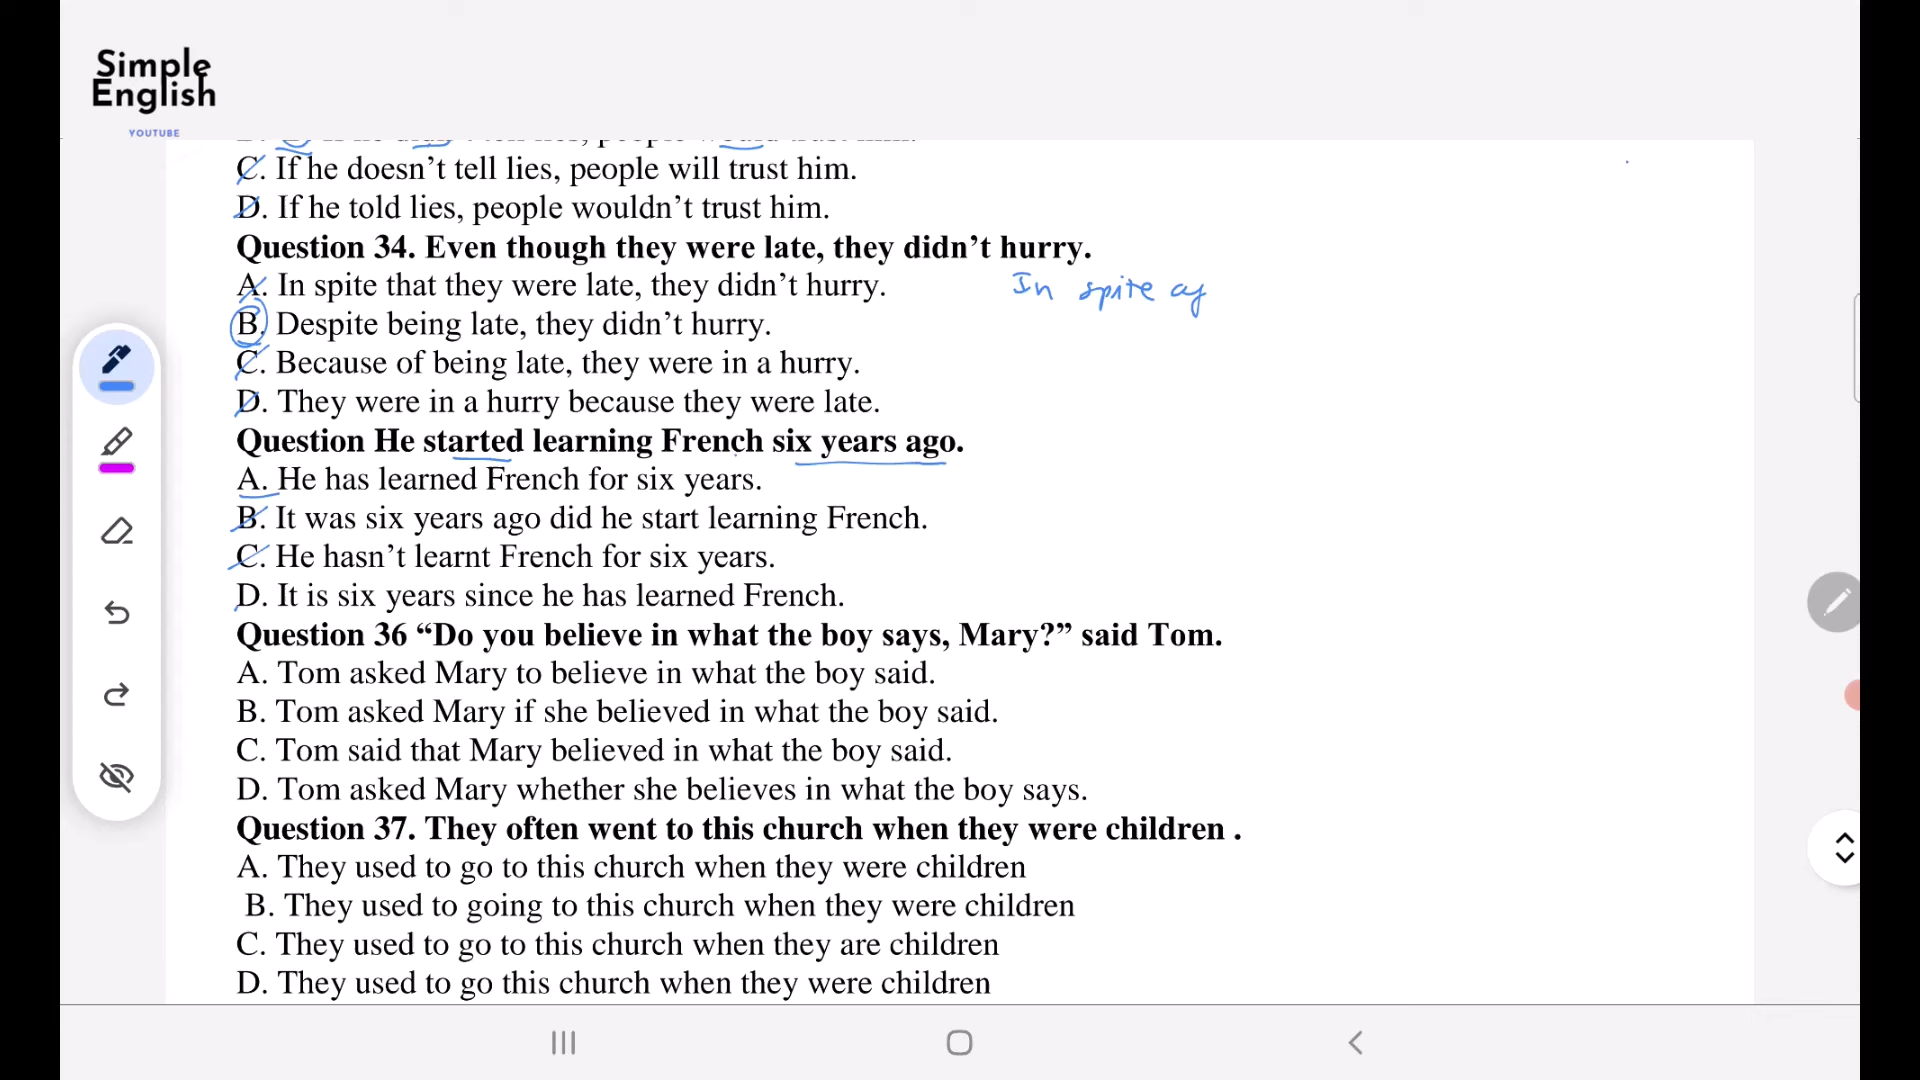 Simple
English
YOUTUBE
C. If he doesn’t tell lies, people will trust him.
D. If he told lies, people wouldn’t trust him.
Question 34. Even though they were late, they didn’t hurry.
A. In spite that they were late, they didn’t hurry.
In spite of
B. Despite being late, they didn’t hurry.
C. Because of being late, they were in a hurry.
D. They were in a hurry because they were late.
Question He started learning French six years ago.
A. He has learned French for six years.
B. It was six years ago did he start learning French.
C. He hasn’t learnt French for six years.
D. It is six years since he has learned French.
Question 36 “Do you believe in what the boy says, Mary?” said Tom.
A. Tom asked Mary to believe in what the boy said.
B. Tom asked Mary if she believed in what the boy said.
C. Tom said that Mary believed in what the boy said.
D. Tom asked Mary whether she believes in what the boy says.
Question 37. They often went to this church when they were children .
A. They used to go to this church when they were children
B. They used to going to this church when they were children
C. They used to go to this church when they are children
D. They used to go this church when they were children